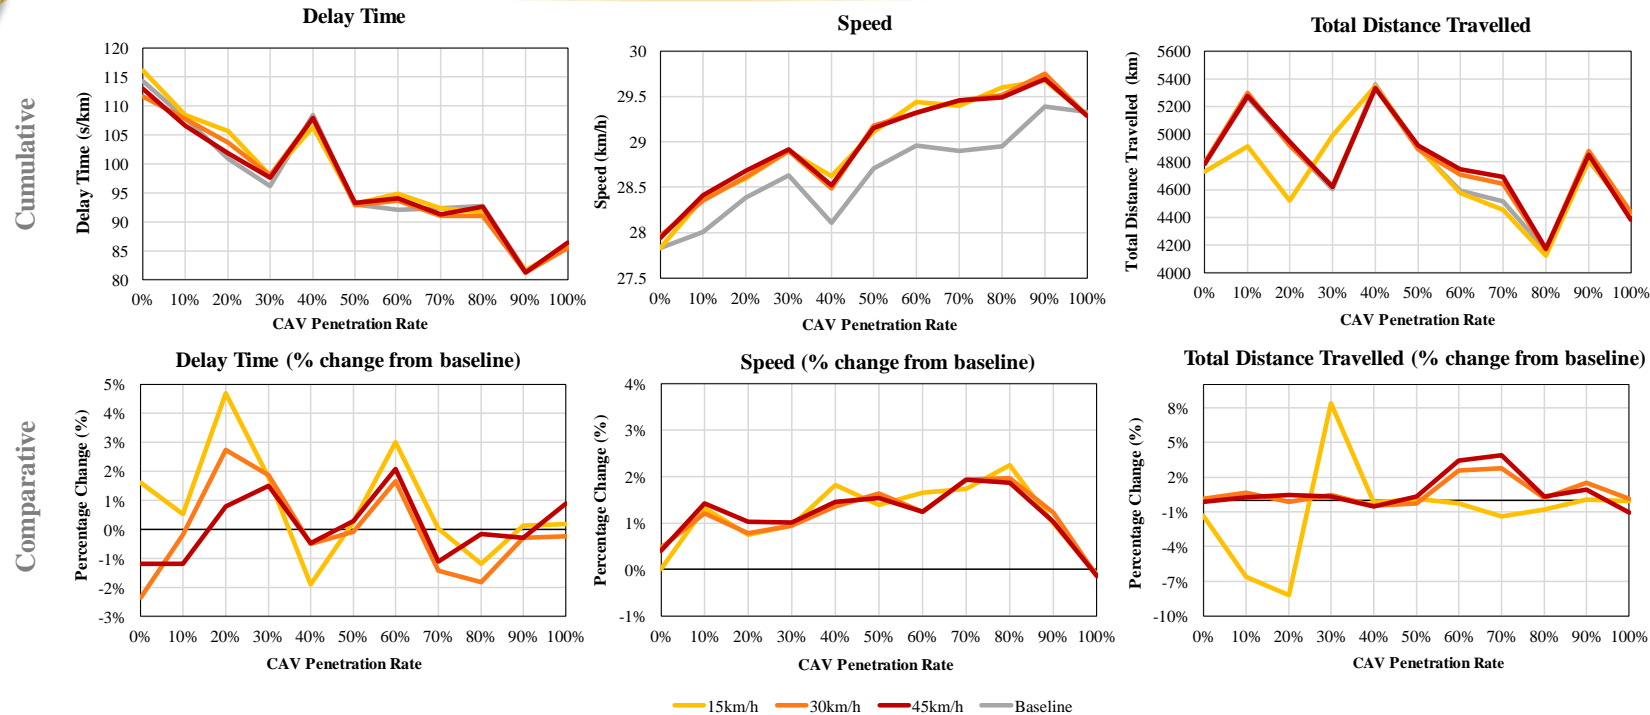 Cumulative
Delay Time
Delay Time (s/km)
120
115
110
105
100
95
90
85
80
0% 10% 20% 30% 40% 50% 60% 70% 80% 90% 100%
CAV Penetration Rate
Speed
Speed (km/h)
30
29.5
29
28.5
28
27.5
0% 10% 20% 30% 40% 50% 60% 70% 80% 90% 100%
CAV Penetration Rate
Total Distance Travelled
Total Distance Travelled (km)
5600
5400
5200
5000
4800
4600
4400
4200
4000
0% 10% 20% 30% 40% 50% 60% 70% 80% 90% 100%
CAV Penetration Rate
Comparative
Delay Time (% change from baseline)
Percentage Change (%)
5%
4%
3%
2%
1%
0%
-1%
-2%
-3%
0% 10% 20% 30% 40% 50% 60% 70% 80% 90% 100%
CAV Penetration Rate
Speed (% change from baseline)
Percentage Change (%)
4%
3%
2%
1%
0%
-1%
0% 10% 20% 30% 40% 50% 60% 70% 80% 90% 100%
CAV Penetration Rate
Total Distance Travelled (% change from baseline)
Percentage Change (%)
8%
5%
2%
-1%
-4%
-7%
-10%
0% 10% 20% 30% 40% 50% 60% 70% 80% 90% 100%
CAV Penetration Rate
15km/h 30km/h 45km/h Baseline